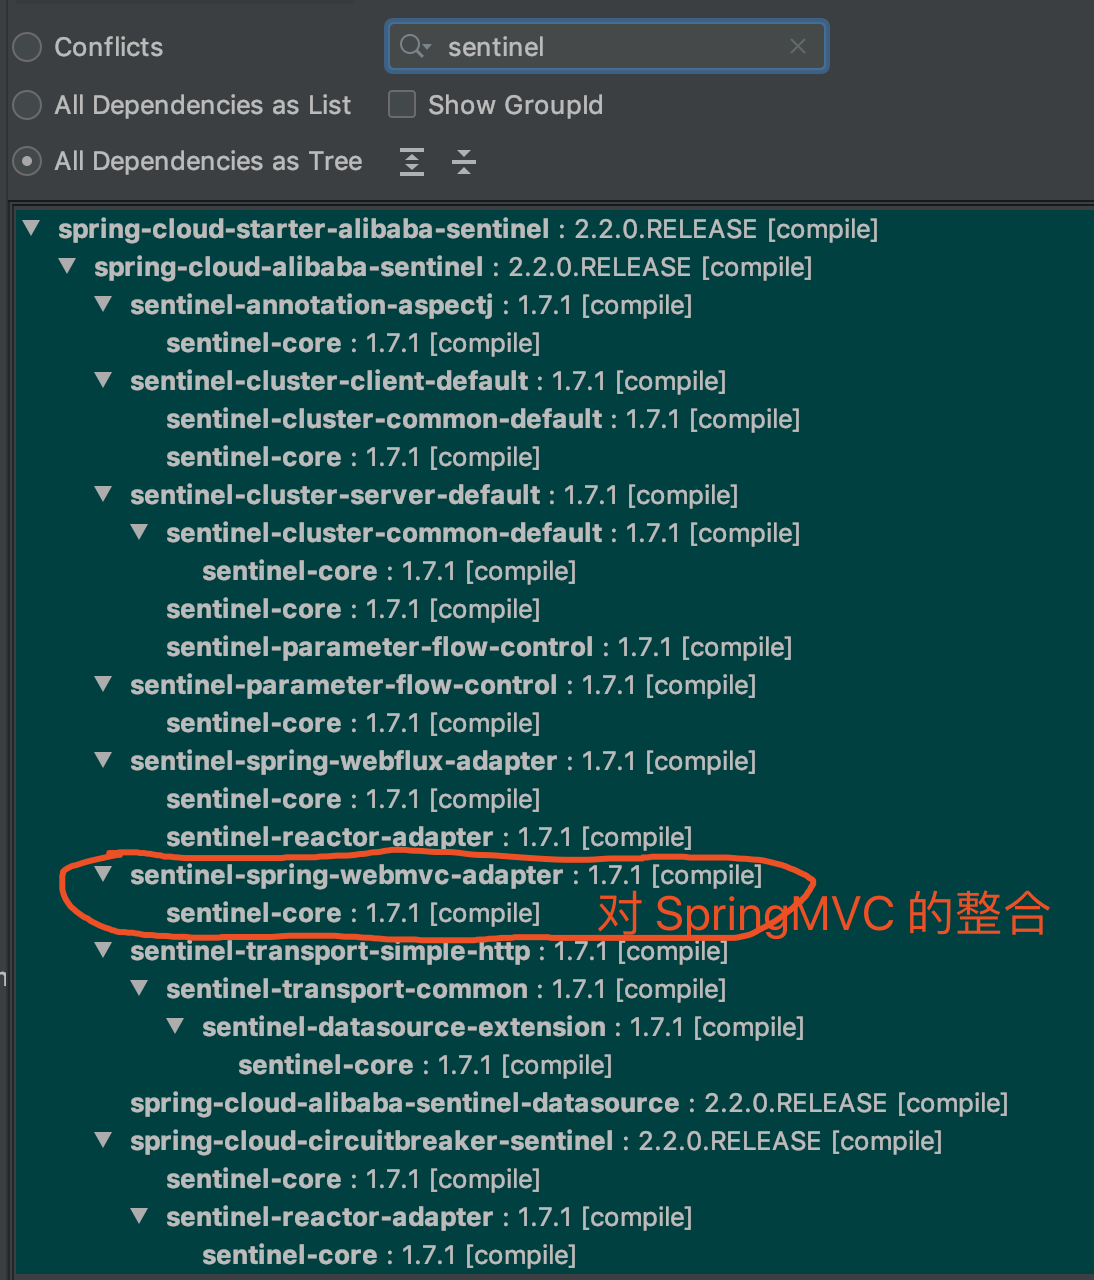 Conflicts
sentinel
All Dependencies as List
Show GroupId
All Dependencies as Tree
spring-cloud-starter-alibaba-sentinel : 2.2.0.RELEASE [compile]
spring-cloud-alibaba-sentinel : 2.2.0.RELEASE [compile]
sentinel-annotation-aspectj : 1.7.1 [compile]
sentinel-core : 1.7.1 [compile]
sentinel-cluster-client-default : 1.7.1 [compile]
sentinel-cluster-common-default : 1.7.1 [compile]
sentinel-core : 1.7.1 [compile]
sentinel-cluster-server-default : 1.7.1 [compile]
sentinel-cluster-common-default : 1.7.1 [compile]
sentinel-core : 1.7.1 [compile]
sentinel-core : 1.7.1 [compile]
sentinel-parameter-flow-control : 1.7.1 [compile]
sentinel-parameter-flow-control : 1.7.1 [compile]
sentinel-core : 1.7.1 [compile]
sentinel-spring-webflux-adapter : 1.7.1 [compile]
sentinel-core : 1.7.1 [compile]
sentinel-reactor-adapter : 1.7.1 [compile]
sentinel-spring-webmvc-adapter : 1.7.1 [compile]
sentinel-core : 1.7.1 [compile]
对 SpringMVC 的整合
sentinel-transport-simple-http : 1.7.1 [compile]
sentinel-transport-common : 1.7.1 [compile]
sentinel-datasource-extension : 1.7.1 [compile]
sentinel-core : 1.7.1 [compile]
spring-cloud-alibaba-sentinel-datasource : 2.2.0.RELEASE [compile]
spring-cloud-circuitbreaker-sentinel : 2.2.0.RELEASE [compile]
sentinel-core : 1.7.1 [compile]
sentinel-reactor-adapter : 1.7.1 [compile]
sentinel-core : 1.7.1 [compile]